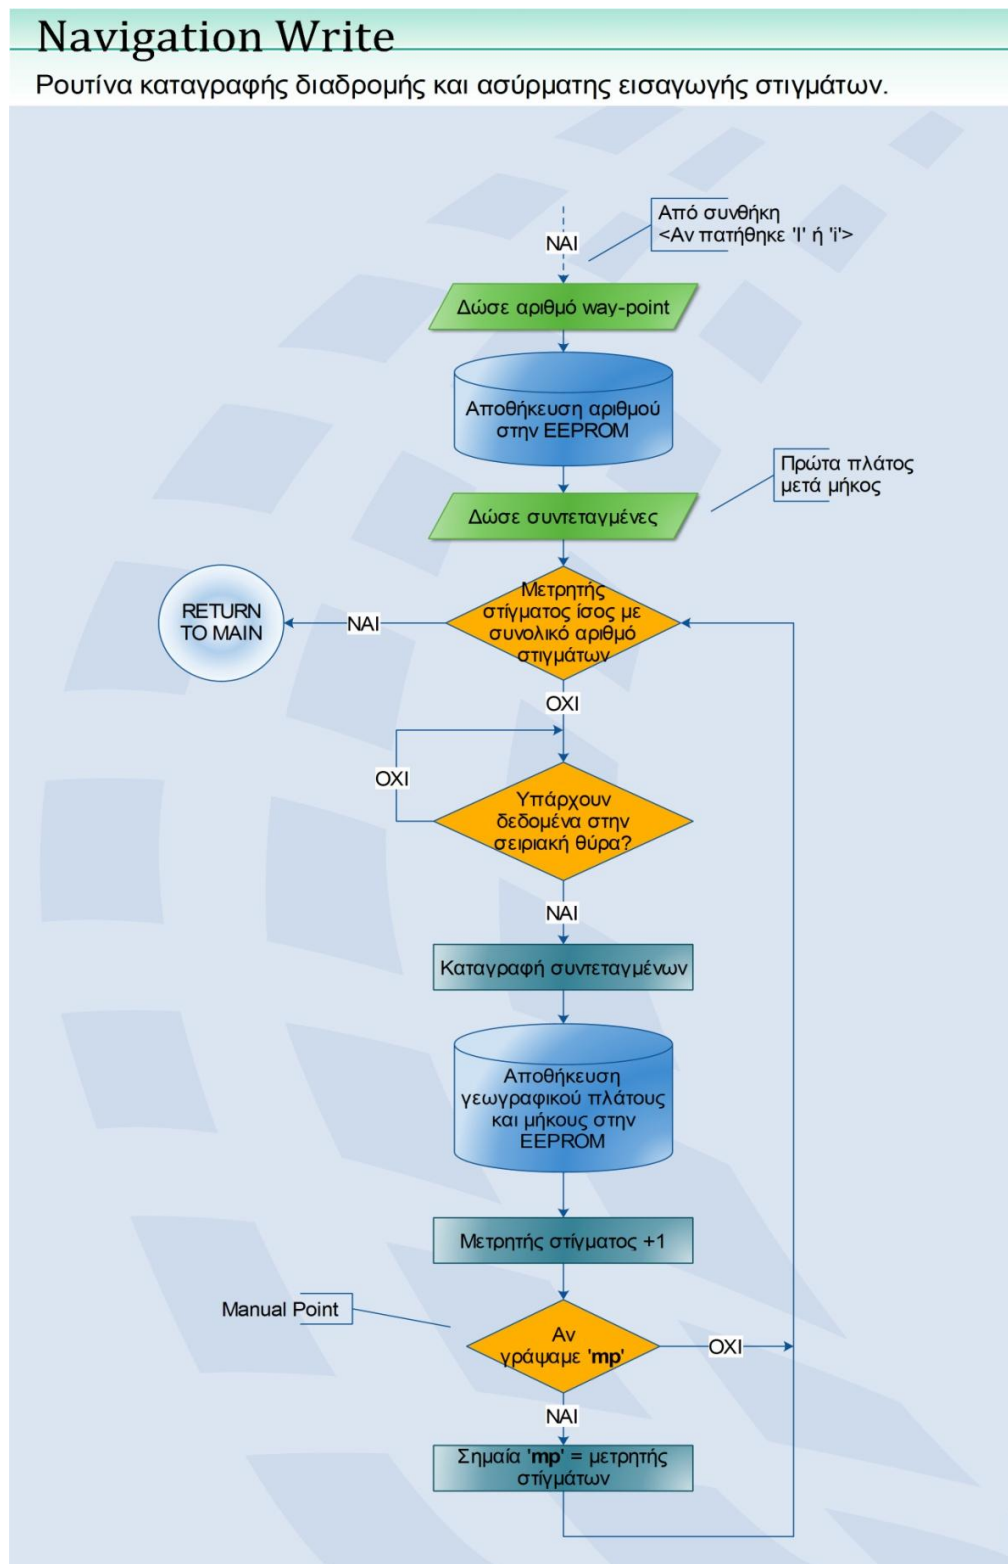 Navigation Write
Ρουτίνα καταγραφής διαδρομής και ασύρματης εισαγωγής στιγμάτων.
Από συνθήκη
<Αν πατήθηκε 'I' ή 'i'>
ΝΑΙ
Δώσε αριθμό way-point
Αποθήκευση αριθμού
στην EEPROM
Πρώτα πλάτος
μετά μήκος
Δώσε συντεταγμένες
Μετρητής
στίγματος ίσος με
συνολικό αριθμό
στιγμάτων
RETURN
TO MAIN
ΝΑΙ
ΟΧΙ
ΟΧΙ
Υπάρχουν
δεδομένα στην
σειριακή θύρα?
ΝΑΙ
Καταγραφή συντεταγμένων
Αποθήκευση
γεωγραφικού πλάτους
και μήκους στην
EEPROM
Μετρητής στίγματος +1
Manual Point
Αν
γράψαμε 'mp'
ΟΧΙ
ΝΑΙ
Σημαία 'mp' = μετρητής
στίγμάτων